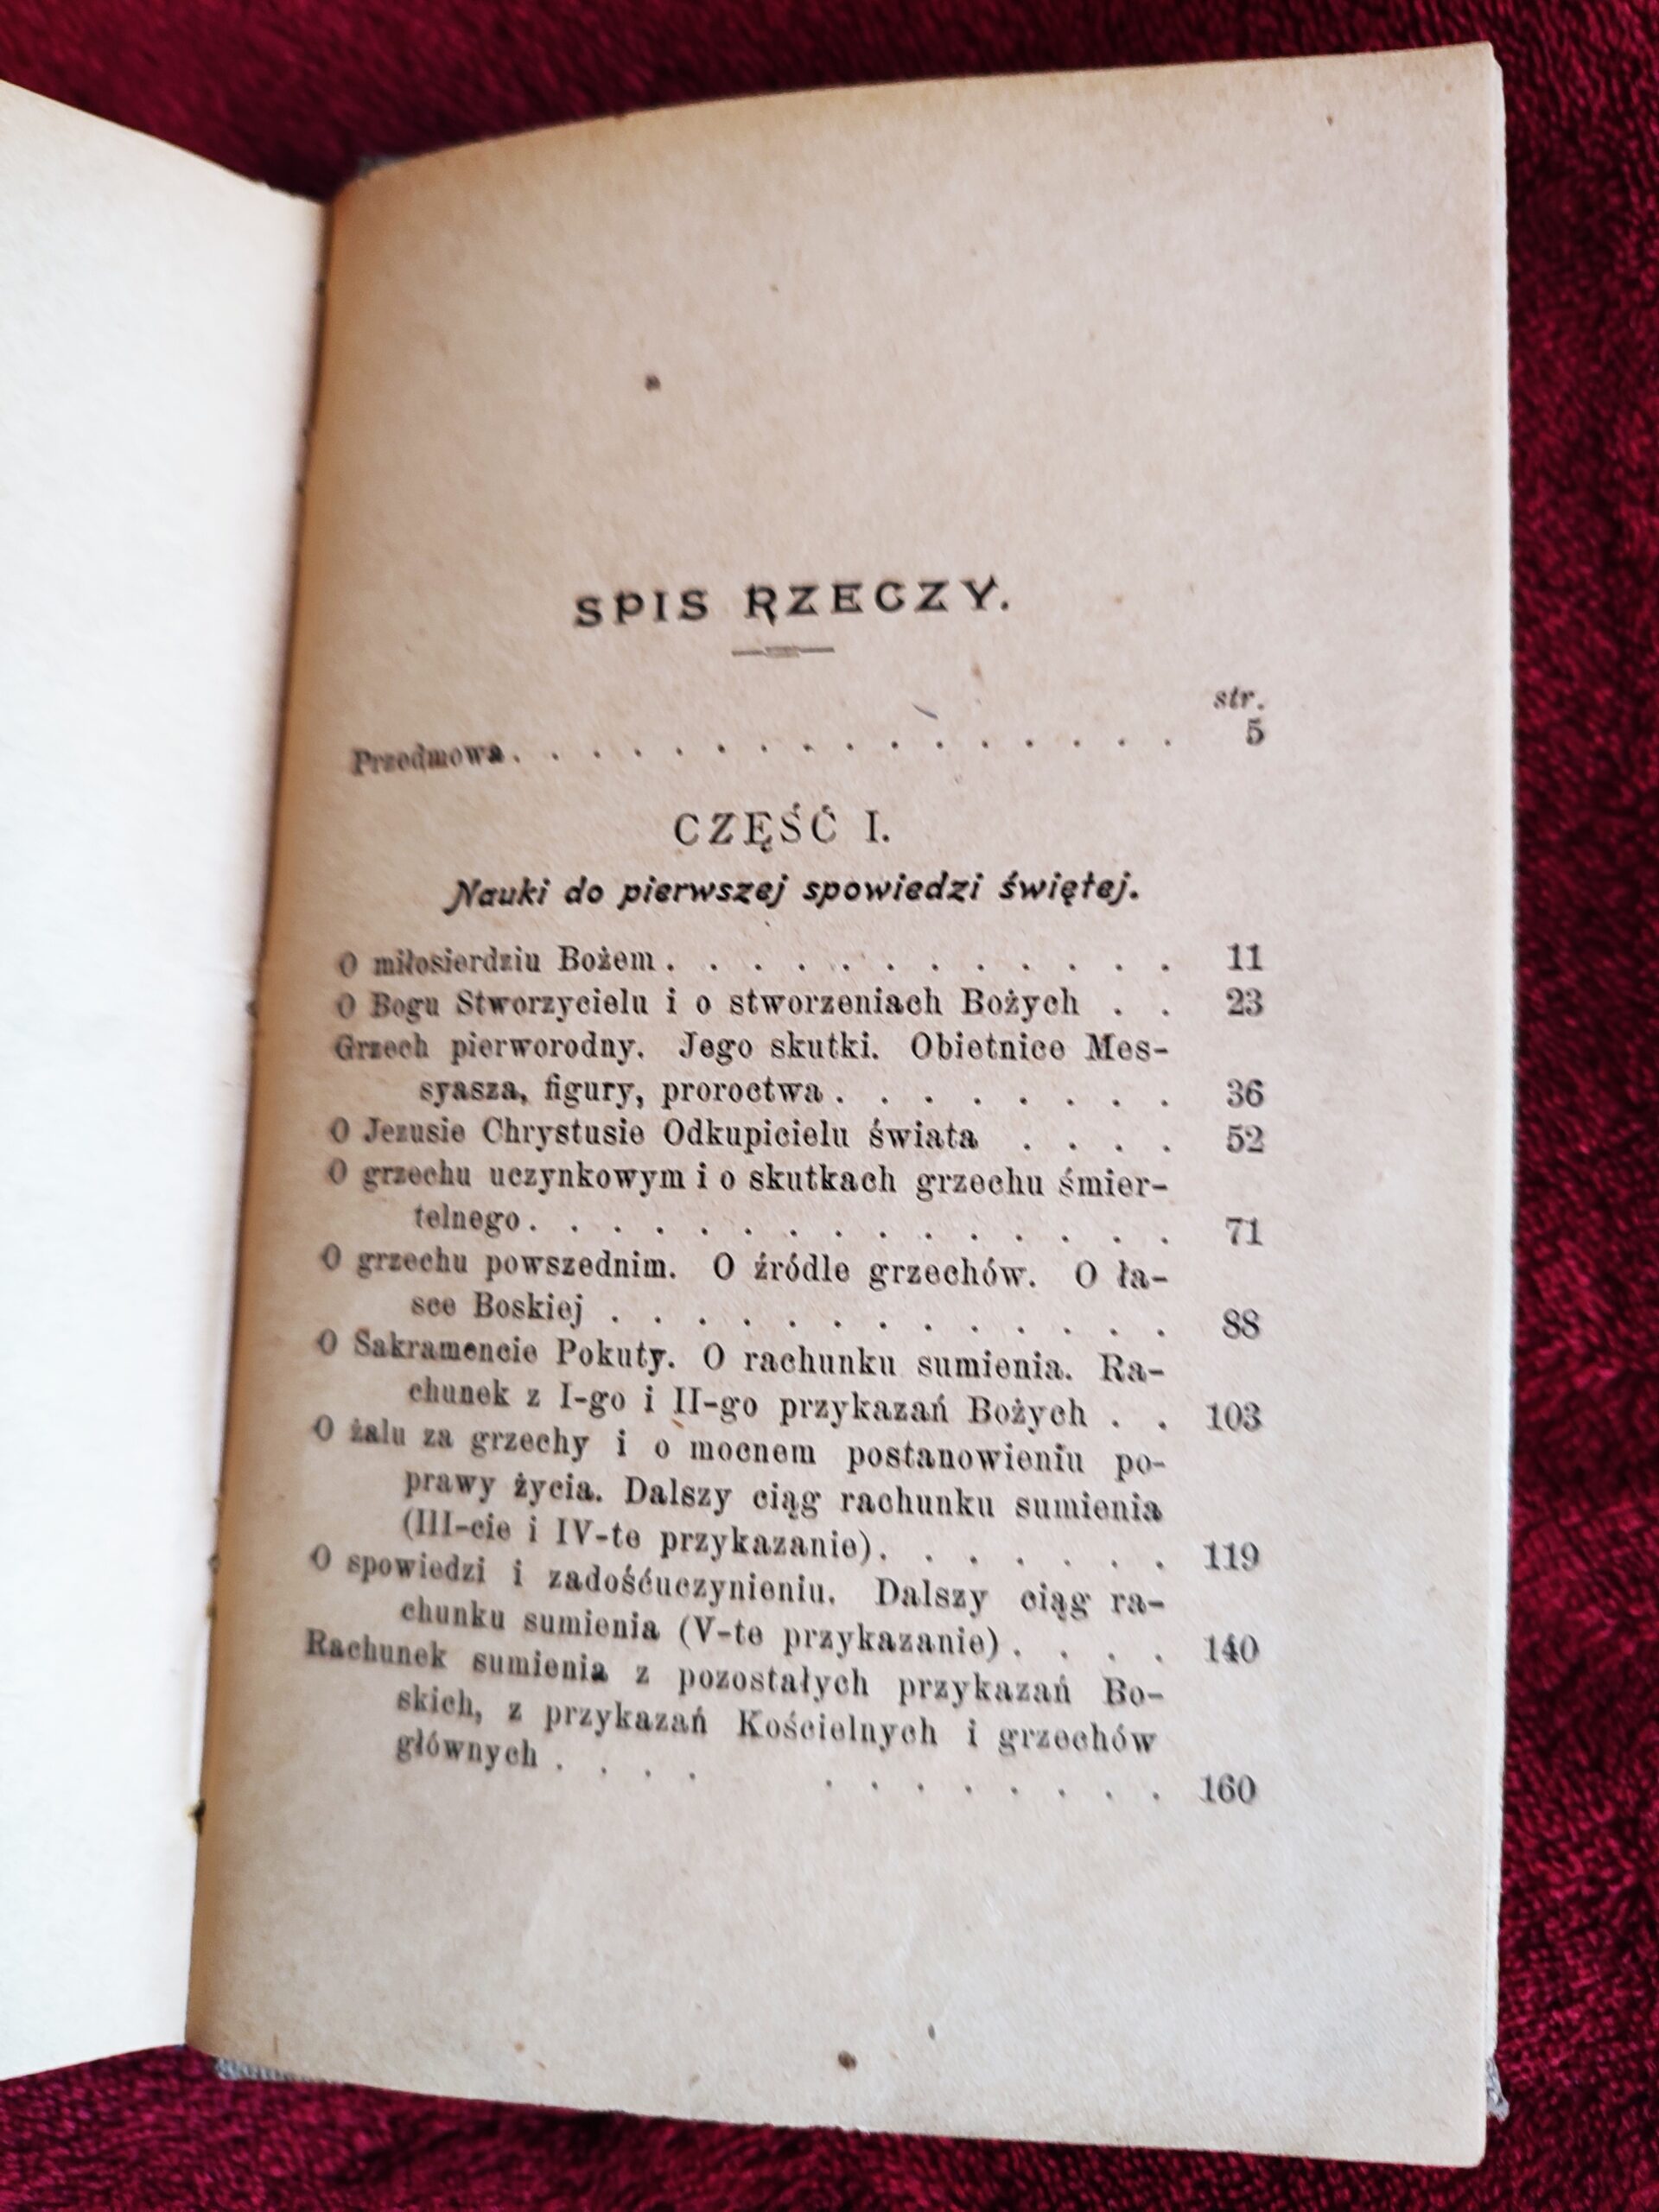 SPIS RZECZY.
str.
Przedmowa. . . . . . . . . . . . . . . . . 5
CZĘŚĆ I.
Nauki do pierwszej spowiedzi świętej.
O miłosierdziu Bożem . . . . . . . . . . . . 11
O Bogu Stworzycielu i o stworzeniach Bożych . . 23
Grzech pierworodny. Jego skutki. Obietnice Mes-
syasza, figury, proroctwa . . . . . . . . 36
O Jezusie Chrystusie Odkupicielu świata . . . . 52
O grzechu uczynkowym i o skutkach grzechu śmier-
telnego . . . . . . . . . . . . . . . 71
O grzechu powszednim. O źródle grzechów. O ła-
sce Boskiej . . . . . . . . . . . . . 88
O Sakramencie Pokuty. O rachunku sumienia. Ra-
chunek z I-go i II-go przykazań Bożych . . 103
O żalu za grzechy i o mocnem postanowieniu po-
prawy życia. Dalszy ciąg rachunku sumienia
(III-cie i IV-te przykazanie). . . . . . . 119
O spowiedzi i zadośćuczynieniu. Dalszy ciąg ra-
chunku sumienia (V-te przykazanie) . . . . 140
Rachunek sumienia z pozostałych przykazań Bo-
skich, z przykazań Kościelnych i grzechów
głównych . . . . . . . . . . . . 160